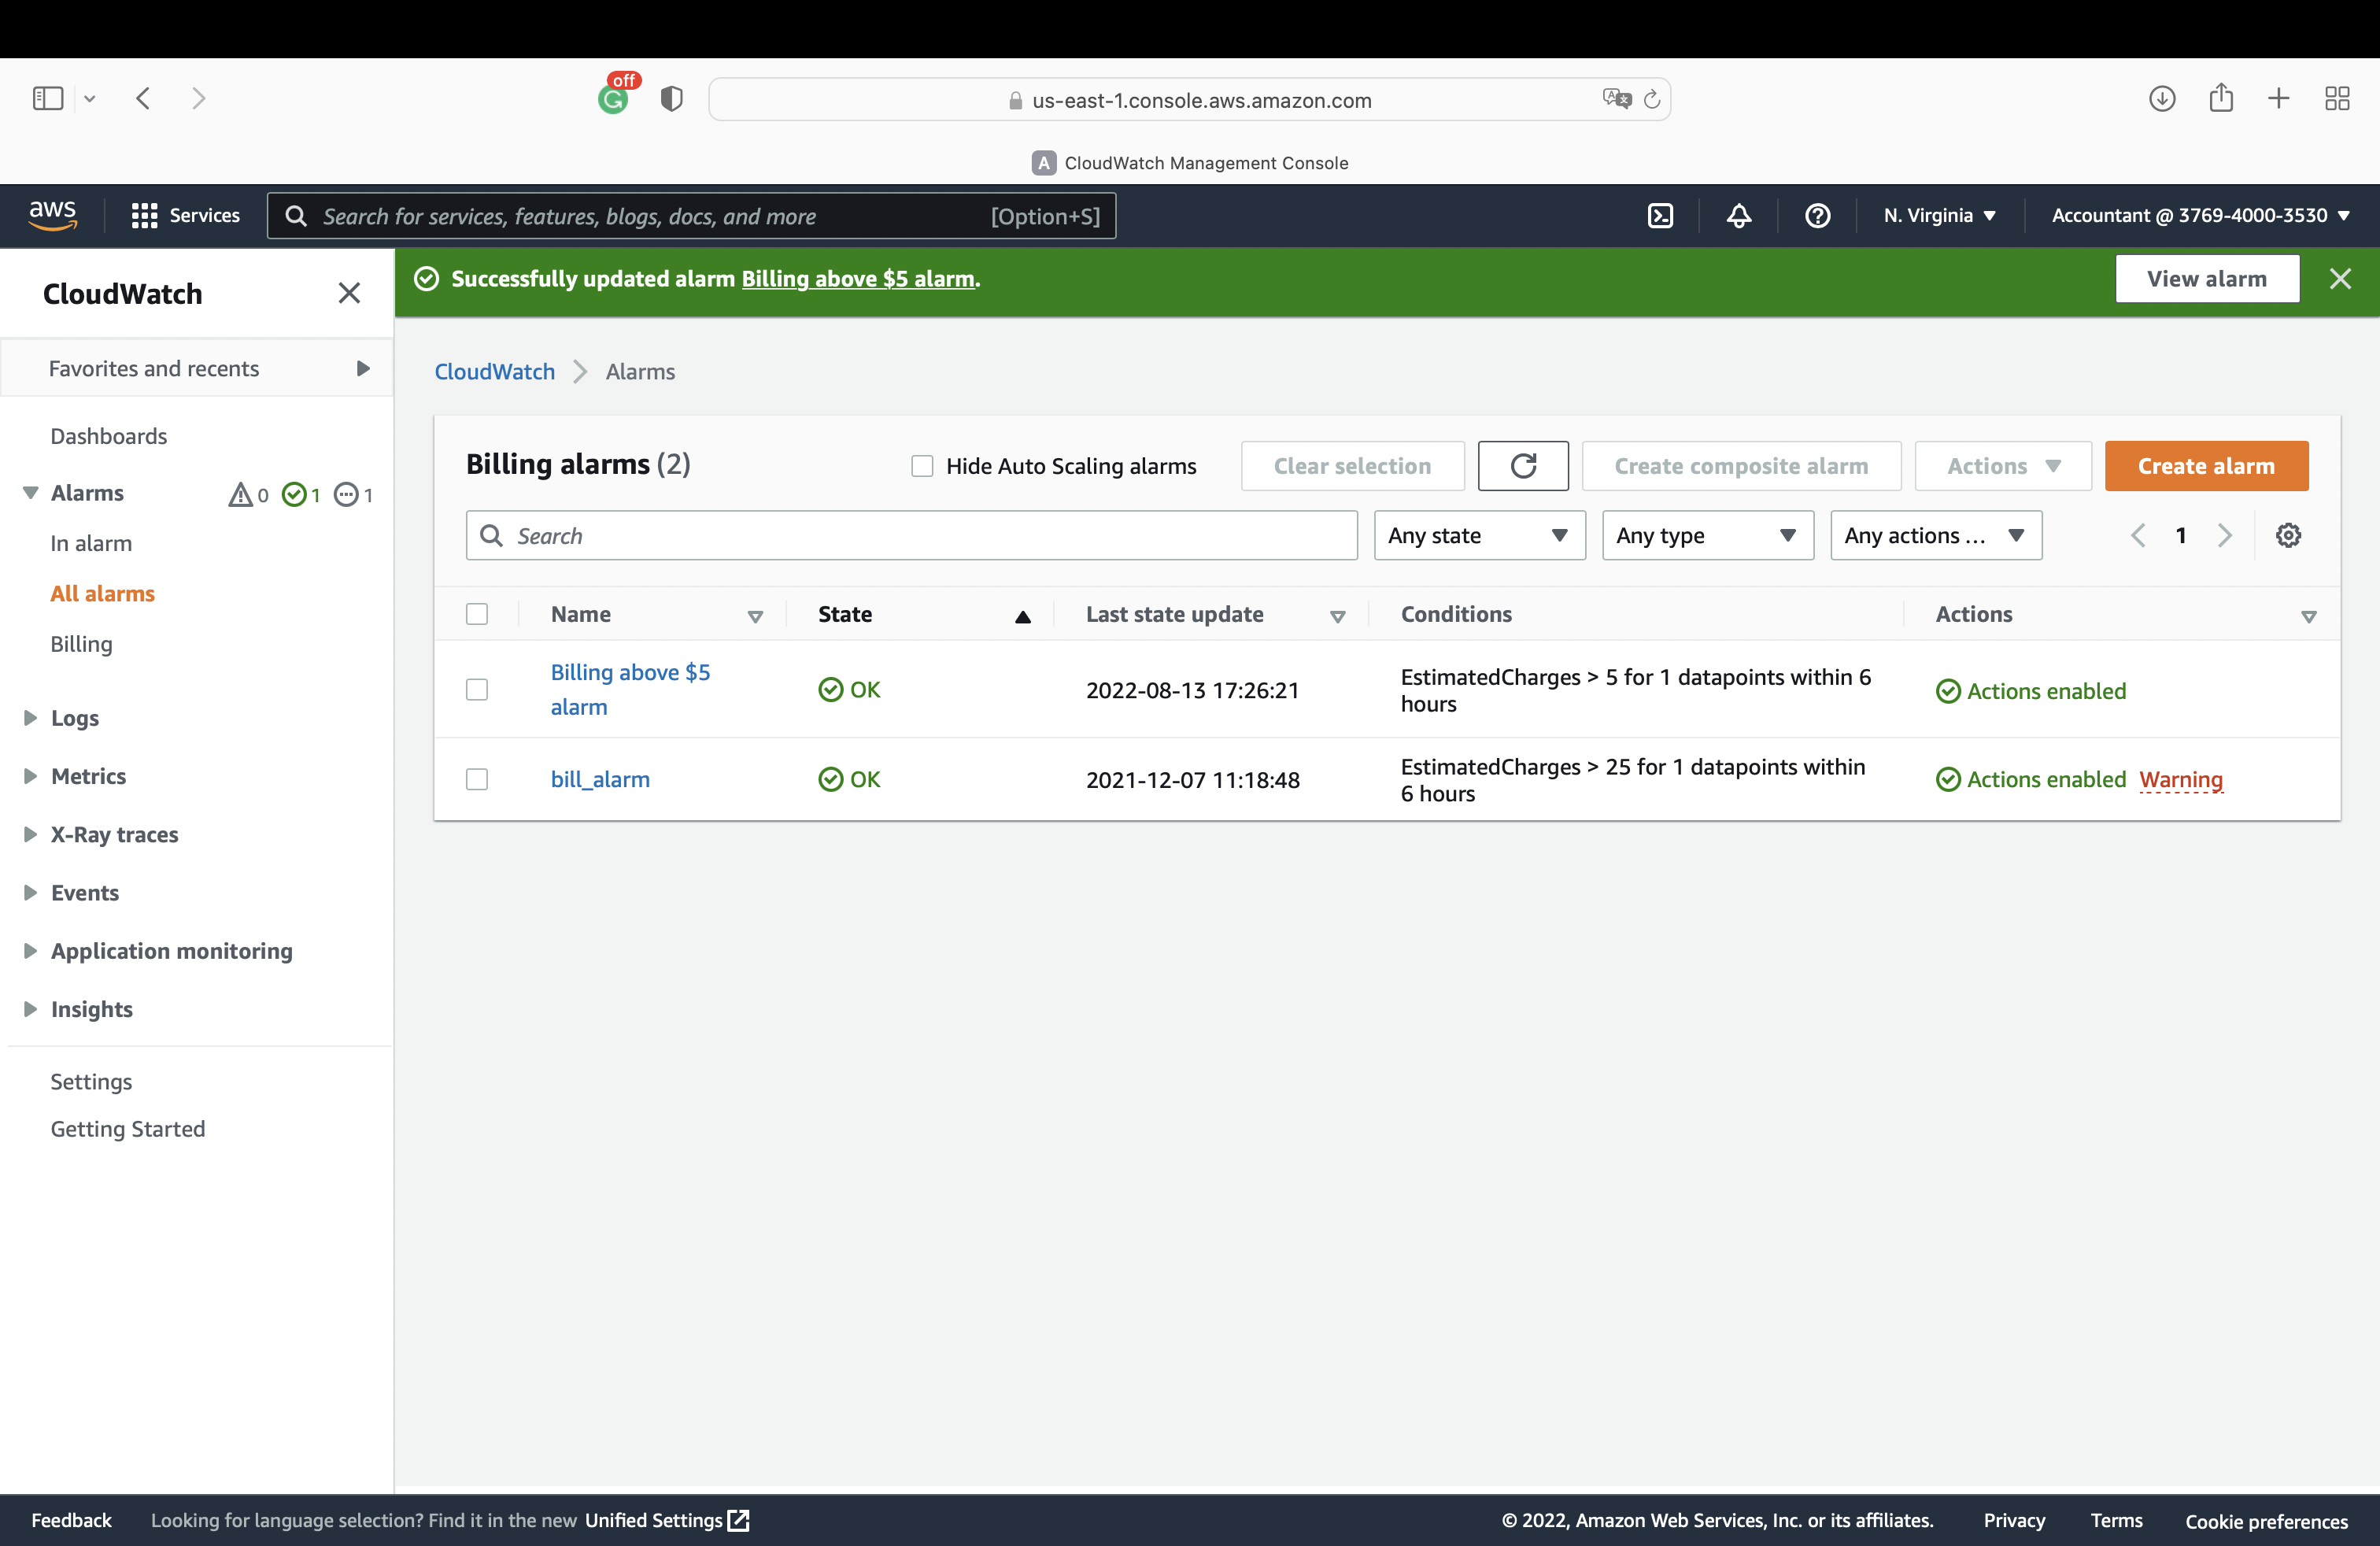 off
us-east-1.console.aws.amazon.com
A CloudWatch Management Console
aws
Services
Search for services, features, blogs, docs, and more [Option+S]
N. Virginia
Accountant @ 3769-4000-3530
CloudWatch
Successfully updated alarm Billing above $5 alarm.
View alarm
Favorites and recents
Dashboards
Alarms 0 1 1
In alarm
All alarms
Billing
Logs
Metrics
X-Ray traces
Events
Application monitoring
Insights
Settings
Getting Started
CloudWatch Alarms
Billing alarms (2)
Hide Auto Scaling alarms
Clear selection
Create composite alarm
Actions
Create alarm
Search
Any state
Any type
Any actions ...
1
Name State Last state update Conditions Actions
Billing above $5
alarm
OK
2022-08-13 17:26:21
EstimatedCharges > 5 for 1 datapoints within 6
hours
Actions enabled
bill_alarm
OK
2021-12-07 11:18:48
EstimatedCharges > 25 for 1 datapoints within
6 hours
Actions enabled Warning
Feedback
Looking for language selection? Find it in the new Unified Settings
© 2022, Amazon Web Services, Inc. or its affiliates.
Privacy
Terms
Cookie preferences